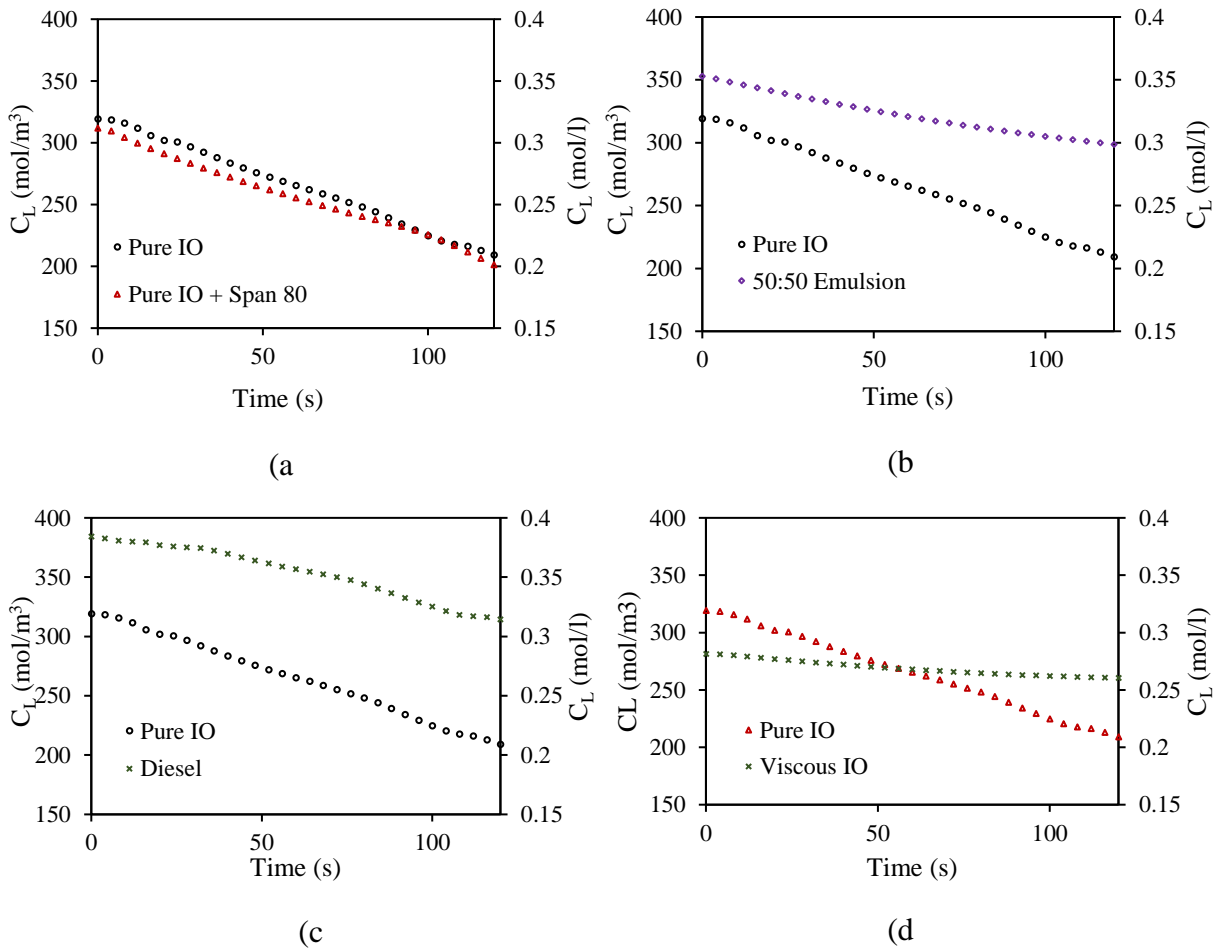 400
350
300
250
200
150
C_L (mol/m³)
0.4
0.35
0.3
0.25
0.2
0.15
C_L (mol/l)
Pure IO
Pure IO + Span 80
0 50 100
Time (s)
(a
400
350
300
250
200
150
C_L (mol/m³)
0.4
0.35
0.3
0.25
0.2
0.15
C_L (mol/l)
Pure IO
50:50 Emulsion
0 50 100
Time (s)
(b
400
350
300
250
200
150
C_L (mol/m³)
0.4
0.35
0.3
0.25
0.2
0.15
C_L (mol/l)
Pure IO
Diesel
0 50 100
Time (s)
(c
400
350
300
250
200
150
CL (mol/m3)
0.4
0.35
0.3
0.25
0.2
0.15
C_L (mol/l)
Pure IO
Viscous IO
0 50 100
Time (s)
(d